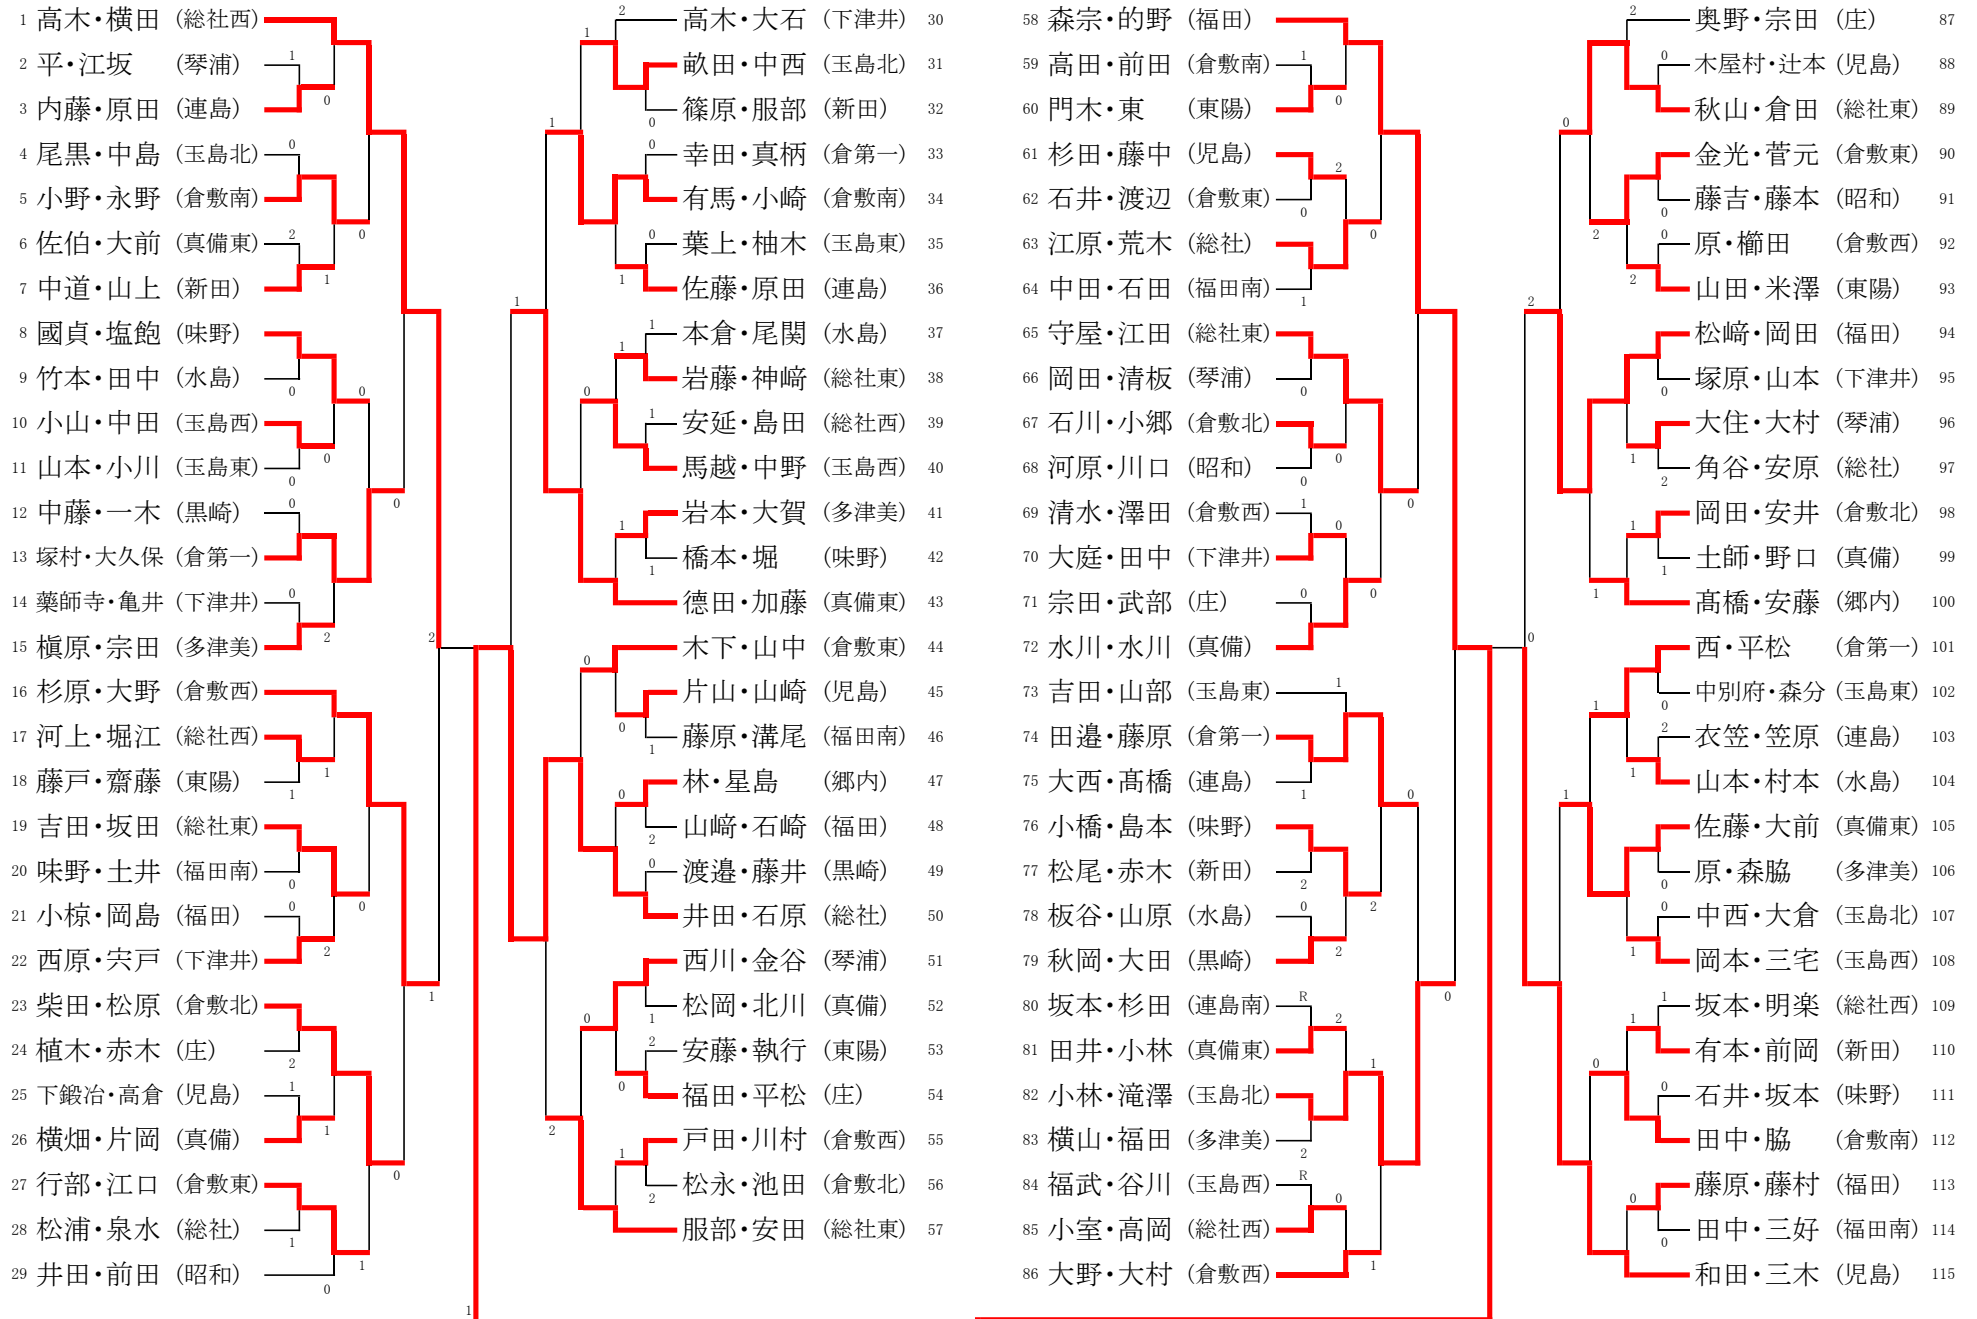 1 高木・横田 (総社西)
2 平・江坂 (琴浦)
3 内藤・原田 (連島)
4 尾黒・中島 (玉島北)
5 小野・永野 (倉敷南)
6 佐伯・大前 (真備東)
7 中道・山上 (新田)
8 國貞・塩飽 (味野)
9 竹本・田中 (水島)
10 小山・中田 (玉島西)
11 山本・小川 (玉島東)
12 中藤・一木 (黒崎)
13 塚村・大久保 (倉第一)
14 藥師寺・亀井 (下津井)
15 槇原・宗田 (多津美)
16 杉原・大野 (倉敷西)
17 河上・堀江 (総社西)
18 藤戸・齋藤 (東陽)
19 吉田・坂田 (総社東)
20 味野・土井 (福田南)
21 小椋・岡島 (福田)
22 西原・宍戸 (下津井)
23 柴田・松原 (倉敷北)
24 植木・赤木 (庄)
25 下鍛冶・高倉 (児島)
26 横畑・片岡 (真備)
27 行部・江口 (倉敷東)
28 松浦・泉水 (総社)
29 井田・前田 (昭和)
高木・大石 (下津井) 30
畝田・中西 (玉島北) 31
篠原・服部 (新田) 32
幸田・真柄 (倉第一) 33
有馬・小崎 (倉敷南) 34
葉上・柚木 (玉島東) 35
佐藤・原田 (連島) 36
本倉・尾関 (水島) 37
岩藤・神﨑 (総社東) 38
安延・島田 (総社西) 39
馬越・中野 (玉島西) 40
岩本・大賀 (多津美) 41
橋本・堀 (味野) 42
德田・加藤 (真備東) 43
木下・山中 (倉敷東) 44
片山・山崎 (児島) 45
藤原・溝尾 (福田南) 46
林・星島 (郷内) 47
山﨑・石崎 (福田) 48
渡邉・藤井 (黒崎) 49
井田・石原 (総社) 50
西川・金谷 (琴浦) 51
松岡・北川 (真備) 52
安藤・執行 (東陽) 53
福田・平松 (庄) 54
戸田・川村 (倉敷西) 55
松永・池田 (倉敷北) 56
服部・安田 (総社東) 57
58 森宗・的野 (福田)
59 高田・前田 (倉敷南)
60 門木・東 (東陽)
61 杉田・藤中 (児島)
62 石井・渡辺 (倉敷東)
63 江原・荒木 (総社)
64 中田・石田 (福田南)
65 守屋・江田 (総社東)
66 岡田・清板 (琴浦)
67 石川・小郷 (倉敷北)
68 河原・川口 (昭和)
69 清水・澤田 (倉敷西)
70 大庭・田中 (下津井)
71 宗田・武部 (庄)
72 水川・水川 (真備)
73 吉田・山部 (玉島東)
74 田邉・藤原 (倉第一)
75 大西・髙橋 (連島)
76 小橋・島本 (味野)
77 松尾・赤木 (新田)
78 板谷・山原 (水島)
79 秋岡・大田 (黒崎)
80 坂本・杉田 (連島南)
81 田井・小林 (真備東)
82 小林・滝澤 (玉島北)
83 横山・福田 (多津美)
84 福武・谷川 (玉島西)
85 小室・高岡 (総社西)
86 大野・大村 (倉敷西)
奥野・宗田 (庄) 87
木屋村・辻本 (児島) 88
秋山・倉田 (総社東) 89
金光・菅元 (倉敷東) 90
藤吉・藤本 (昭和) 91
原・櫛田 (倉敷西) 92
山田・米澤 (東陽) 93
松﨑・岡田 (福田) 94
塚原・山本 (下津井) 95
大住・大村 (琴浦) 96
角谷・安原 (総社) 97
岡田・安井 (倉敷北) 98
土師・野口 (真備) 99
髙橋・安藤 (郷内) 100
西・平松 (倉第一) 101
中別府・森分 (玉島東) 102
衣笠・笠原 (連島) 103
山本・村本 (水島) 104
佐藤・大前 (真備東) 105
原・森脇 (多津美) 106
中西・大倉 (玉島北) 107
岡本・三宅 (玉島西) 108
坂本・明楽 (総社西) 109
有本・前岡 (新田) 110
石井・坂本 (味野) 111
田中・脇 (倉敷南) 112
藤原・藤村 (福田) 113
田中・三好 (福田南) 114
和田・三木 (児島) 115